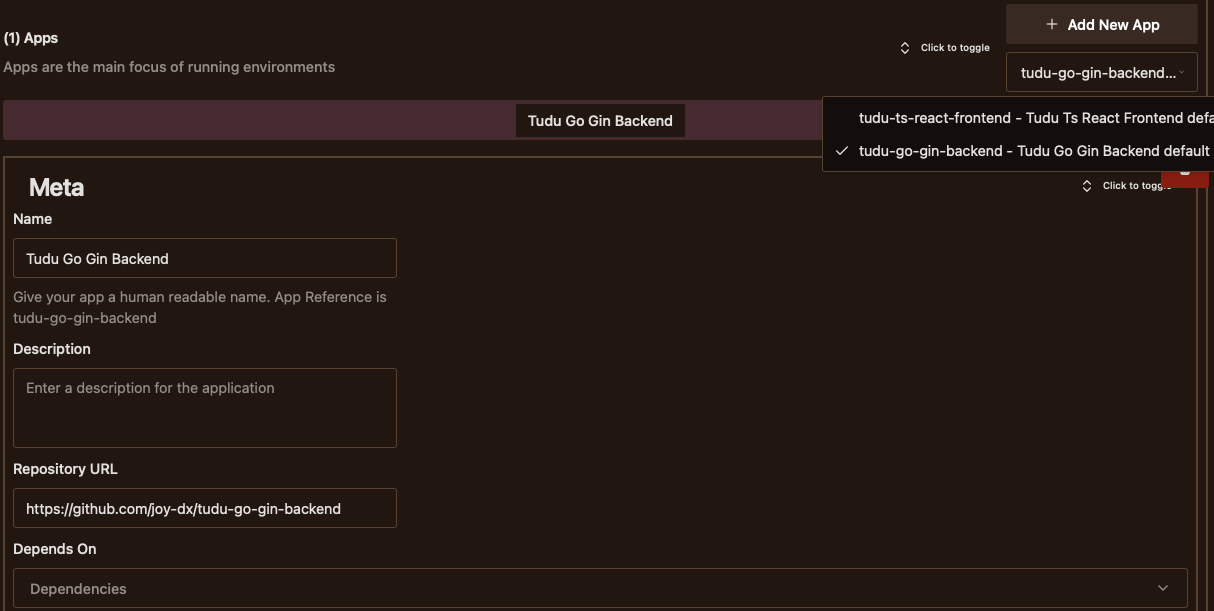 (1) Apps
Apps are the main focus of running environments
Click to toggle
Add New App
tudu-go-gin-backend...
Tudu Go Gin Backend
tudu-ts-react-frontend - Tudu Ts React Frontend
tudu-go-gin-backend - Tudu Go Gin Backend default
Meta
Click to
Name
Tudu Go Gin Backend
Give your app a human readable name. App Reference is
tudu-go-gin-backend
Description
Enter a description for the application
Repository URL
https://github.com/joy-dx/tudu-go-gin-backend
Depends On
Dependencies